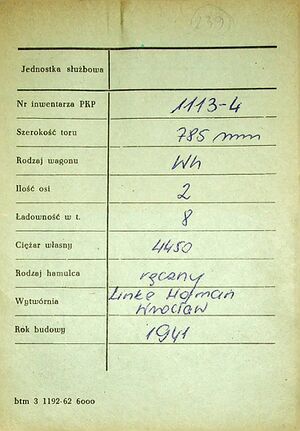 239
Jednostka służbowa
Nr inwentarza PKP 1113-4
Szerokość toru 785 mm
Rodzaj wagonu Wh
Ilość osi 2
Ładowność w t. 8
Ciężar własny 4450
Rodzaj hamulca ręczny
Wytwórnia Linke Hofman
Wrocław
Rok budowy 1941
btm 3 1192-62 6000